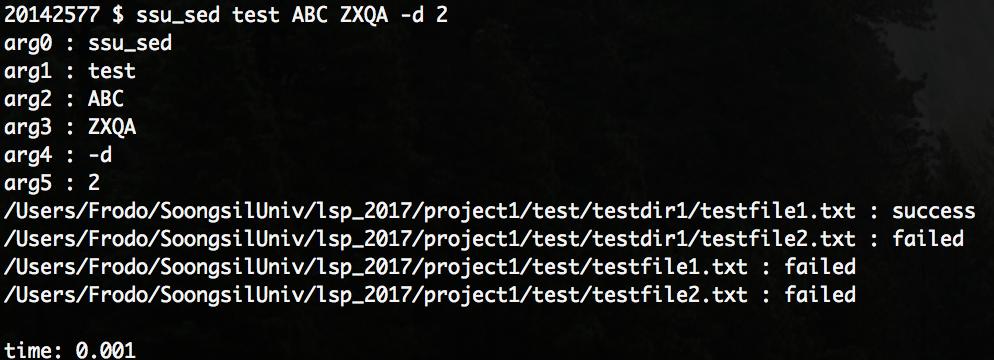 20142577 $ ssu_sed test ABC ZXQA -d 2
arg0 : ssu_sed
arg1 : test
arg2 : ABC
arg3 : ZXQA
arg4 : -d
arg5 : 2
/Users/Frodo/SoongsilUniv/lsp_2017/project1/test/testdir1/testfile1.txt : success
/Users/Frodo/SoongsilUniv/lsp_2017/project1/test/testdir1/testfile2.txt : failed
/Users/Frodo/SoongsilUniv/lsp_2017/project1/test/testfile1.txt : failed
/Users/Frodo/SoongsilUniv/lsp_2017/project1/test/testfile2.txt : failed
time: 0.001